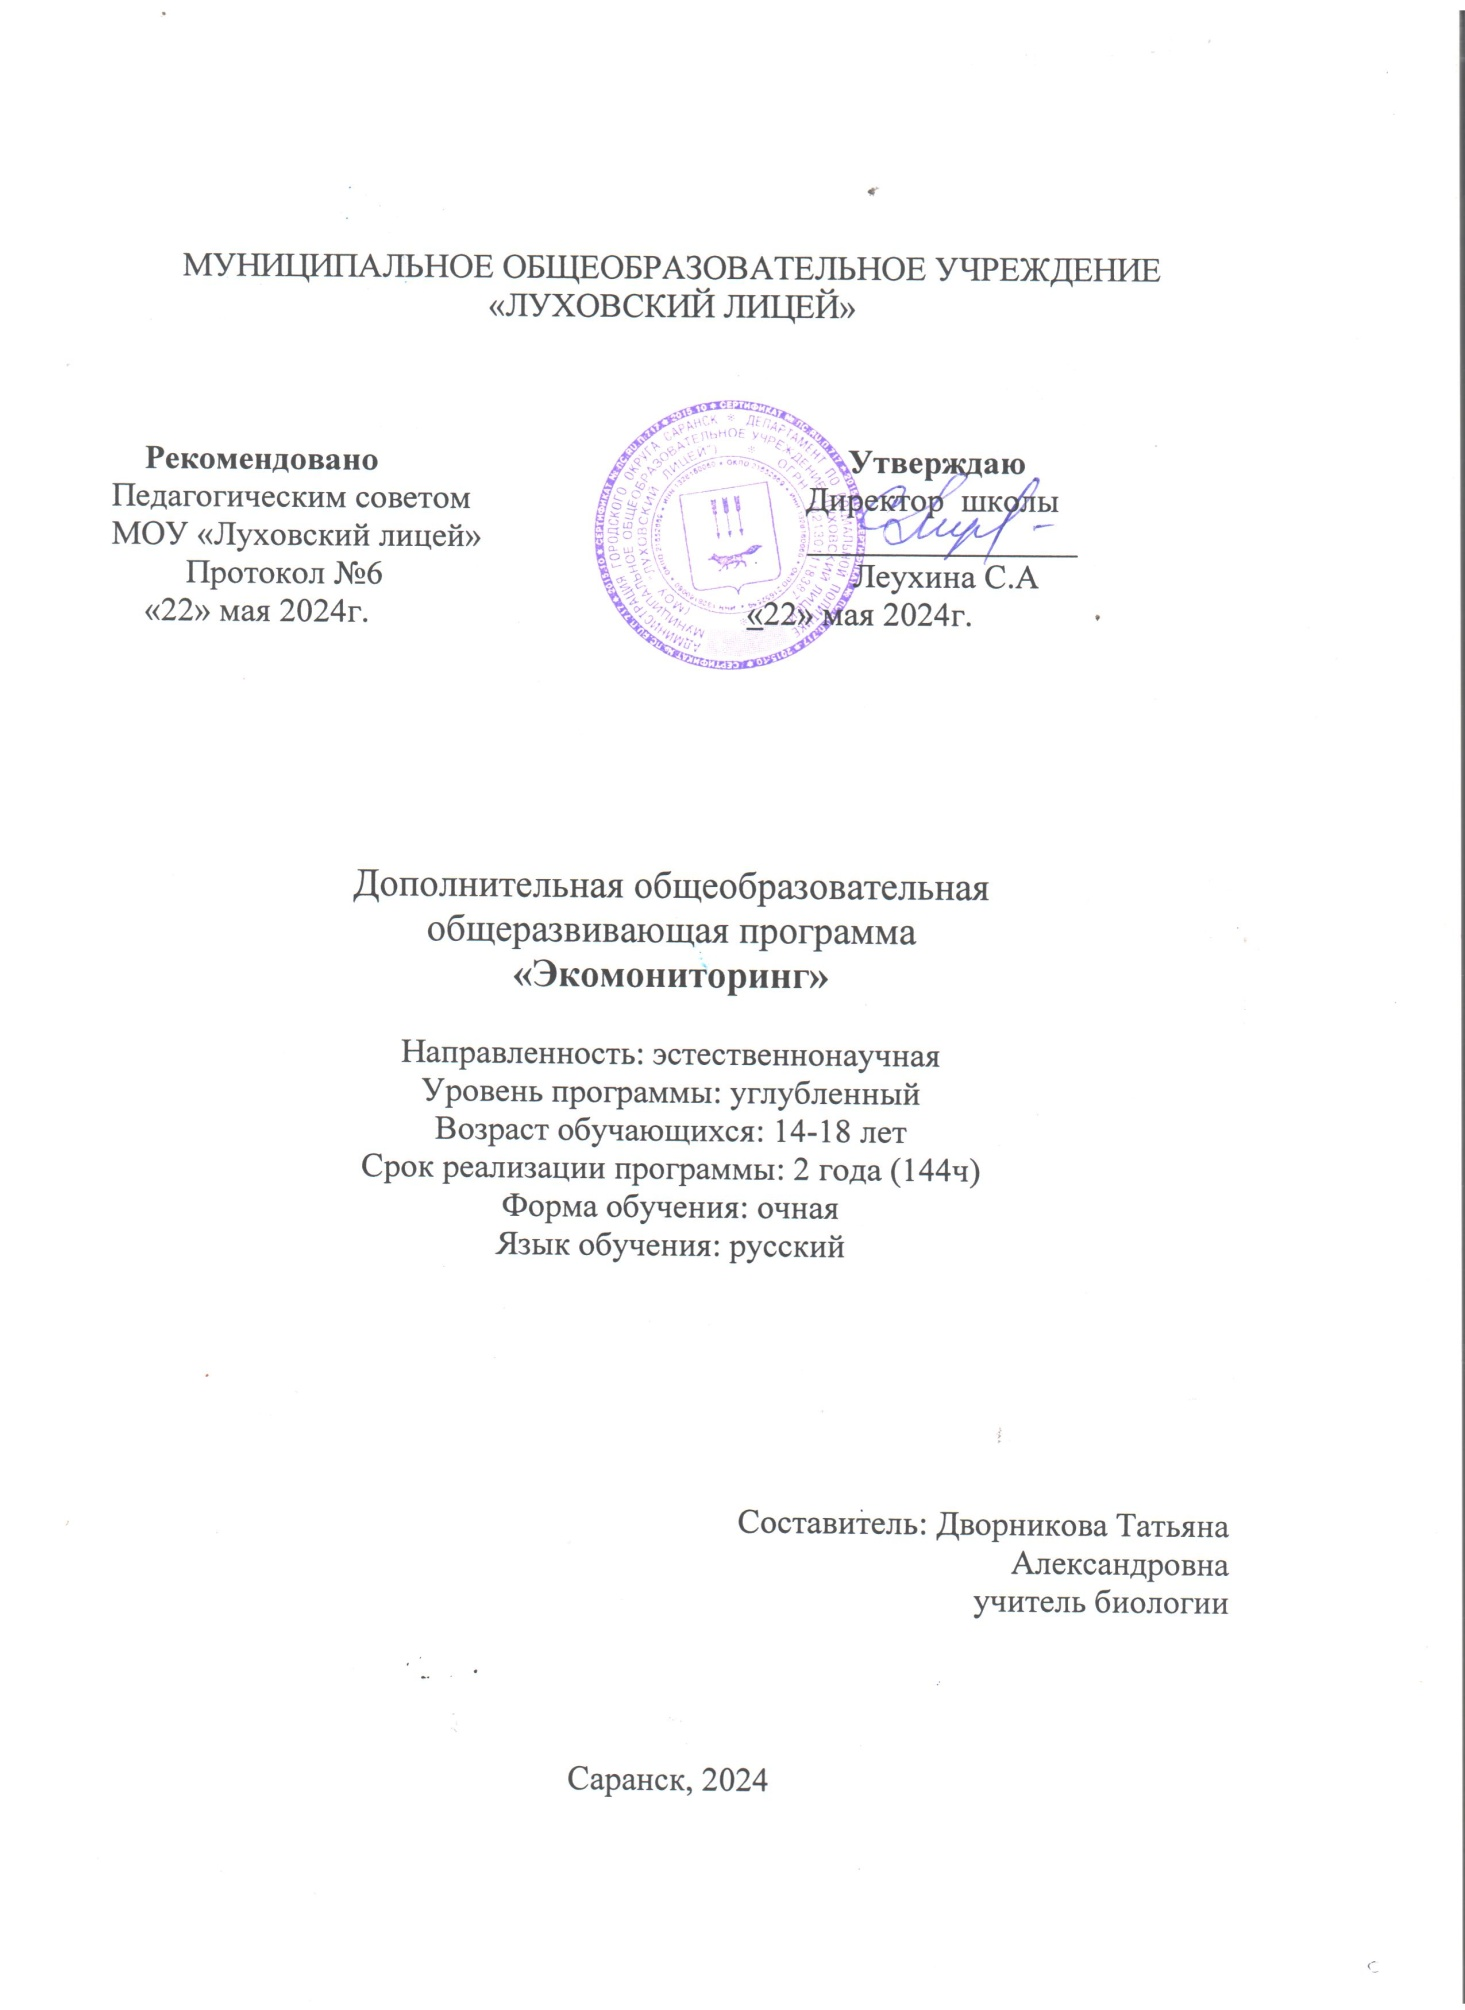 МУНИЦИПАЛЬНОЕ ОБЩЕОБРАЗОВАТЕЛЬНОЕ УЧРЕЖДЕНИЕ
«ЛУХОВСКИЙ ЛИЦЕЙ»
Рекомендовано
Педагогическим советом
МОУ «Луховский лицей»
Протокол №6
«22» мая 2024г.
Утверждаю
Директор школы
Леухина С.А
«22» мая 2024г.
Дополнительная общеобразовательная
общеразвивающая программа
«Экомониторинг»
Направленность: эстественнонаучная
Уровень программы: углубленный
Возраст обучающихся: 14-18 лет
Срок реализации программы: 2 года (144ч)
Форма обучения: очная
Язык обучения: русский
Составитель: Дворникова Татьяна
Александровна
учитель биологии
Саранск, 2024